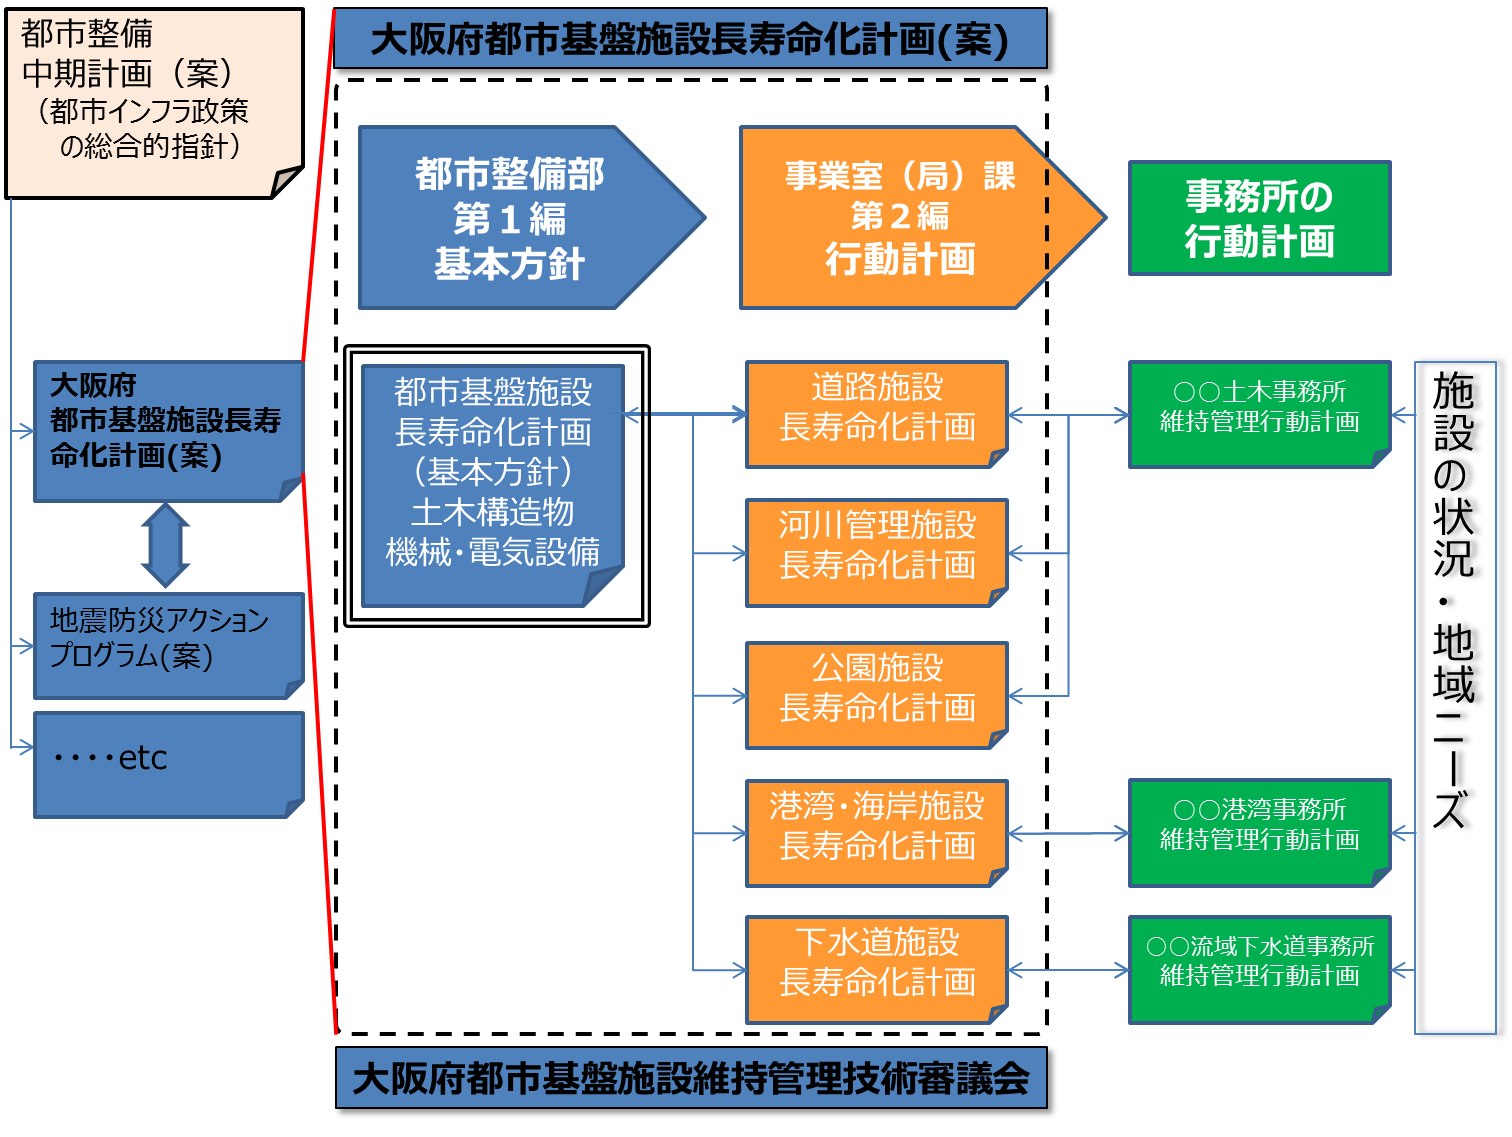 都市整備
中期計画（案）
（都市インフラ政策
の総合的指針）
大阪府
都市基盤施設長寿
命化計画(案)
地震防災アクション
プログラム(案)
・・・・etc
大阪府都市基盤施設長寿命化計画(案)
都市整備部
第１編
基本方針
事業室（局）課
第２編
行動計画
事務所の
行動計画
都市基盤施設
長寿命化計画
（基本方針）
土木構造物
機械・電気設備
道路施設
長寿命化計画
河川管理施設
長寿命化計画
公園施設
長寿命化計画
港湾・海岸施設
長寿命化計画
下水道施設
長寿命化計画
○○土木事務所
維持管理行動計画
○○港湾事務所
維持管理行動計画
○○流域下水道事務所
維持管理行動計画
施設の状況・地域ニーズ
大阪府都市基盤施設維持管理技術審議会